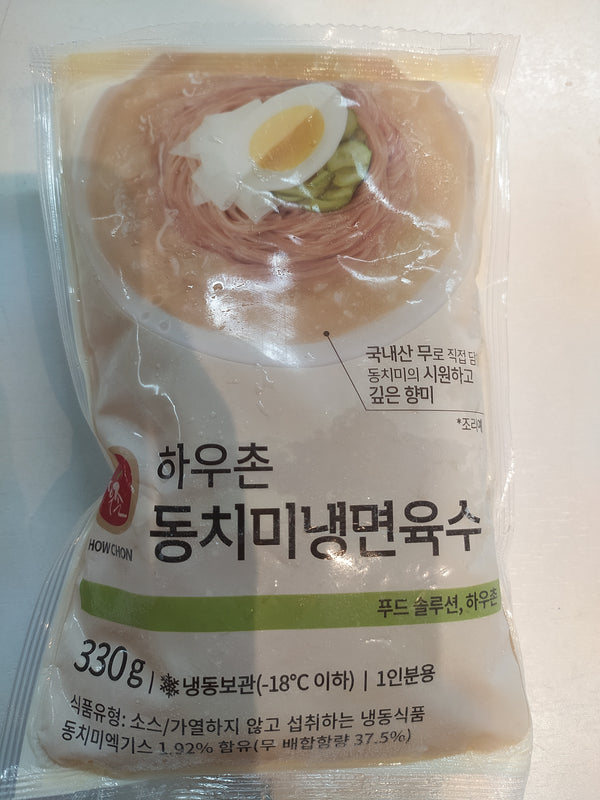 국내산 무로 직접 담
동치미의 시원하고
깊은 향미
*조리예
하우촌
HOWCHON
동치미냉면육수
푸드 솔루션, 하우촌
330g | 냉동보관(-18°C 이하) | 1인분용
식품유형: 소스/가열하지 않고 섭취하는 냉동식품
동치미엑기스 1.92% 함유(무 배합함량 37.5%)